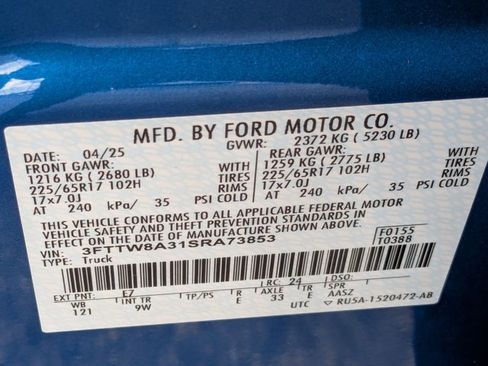 MFD. BY FORD MOTOR CO.
DATE: 04/25 GVWR: 2372 KG ( 5230 LB)
FRONT GAWR: REAR GAWR:
1216 KG ( 2680 LB) WITH 1259 KG ( 2775 LB) WITH
225/65R17 102H TIRES 225/65R17 102H TIRES
17x7.0J RIMS 17x7.0J RIMS
AT 240 kPa/ 35 PSI COLD AT 240 kPa/ 35 PSI COLD
THIS VEHICLE CONFORMS TO ALL APPLICABLE FEDERAL MOTOR
VEHICLE SAFETY AND THEFT PREVENTION STANDARDS IN
EFFECT ON THE DATE OF MANUFACTURE SHOWN ABOVE.
VIN: 3FTTW8A31SRA73853 F0155
TYPE: Truck T0388
EXT PNT: E7 RC: 24 DSO:
WB INT TR TP/PS R AXLE TR SPR
121 9W E 33 E AASZ
UTC ▽ RU5A-1520472-AB